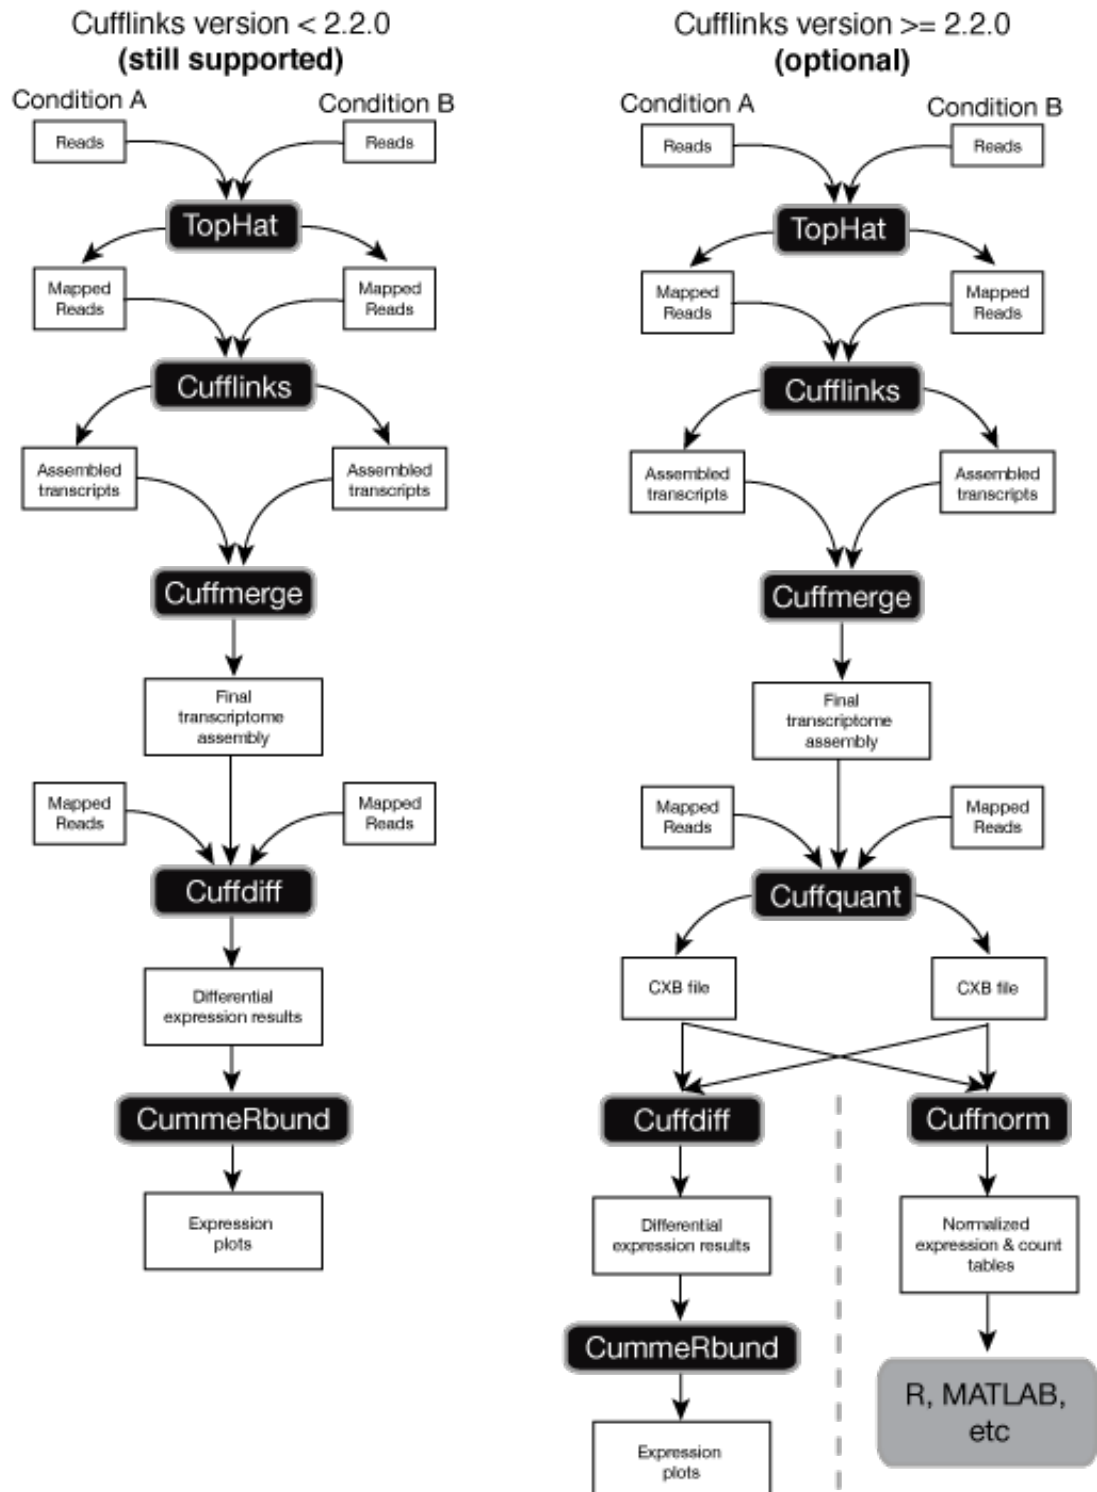 Cufflinks version < 2.2.0
(still supported)
Condition A
Condition B
Reads
Reads
TopHat
Mapped
Reads
Mapped
Reads
Cufflinks
Assembled
transcripts
Assembled
transcripts
Cuffmerge
Final
transcriptome
assembly
Mapped
Reads
Mapped
Reads
Cuffdiff
Differential
expression results
CummeRbund
Expression
plots
Cufflinks version >= 2.2.0
(optional)
Condition A
Condition B
Reads
Reads
TopHat
Mapped
Reads
Mapped
Reads
Cufflinks
Assembled
transcripts
Assembled
transcripts
Cuffmerge
Final
transcriptome
assembly
Mapped
Reads
Mapped
Reads
Cuffquant
CXB file
CXB file
Cuffdiff
Differential
expression results
CummeRbund
Expression
plots
Cuffnorm
Normalized
expression & count
tables
R, MATLAB,
etc